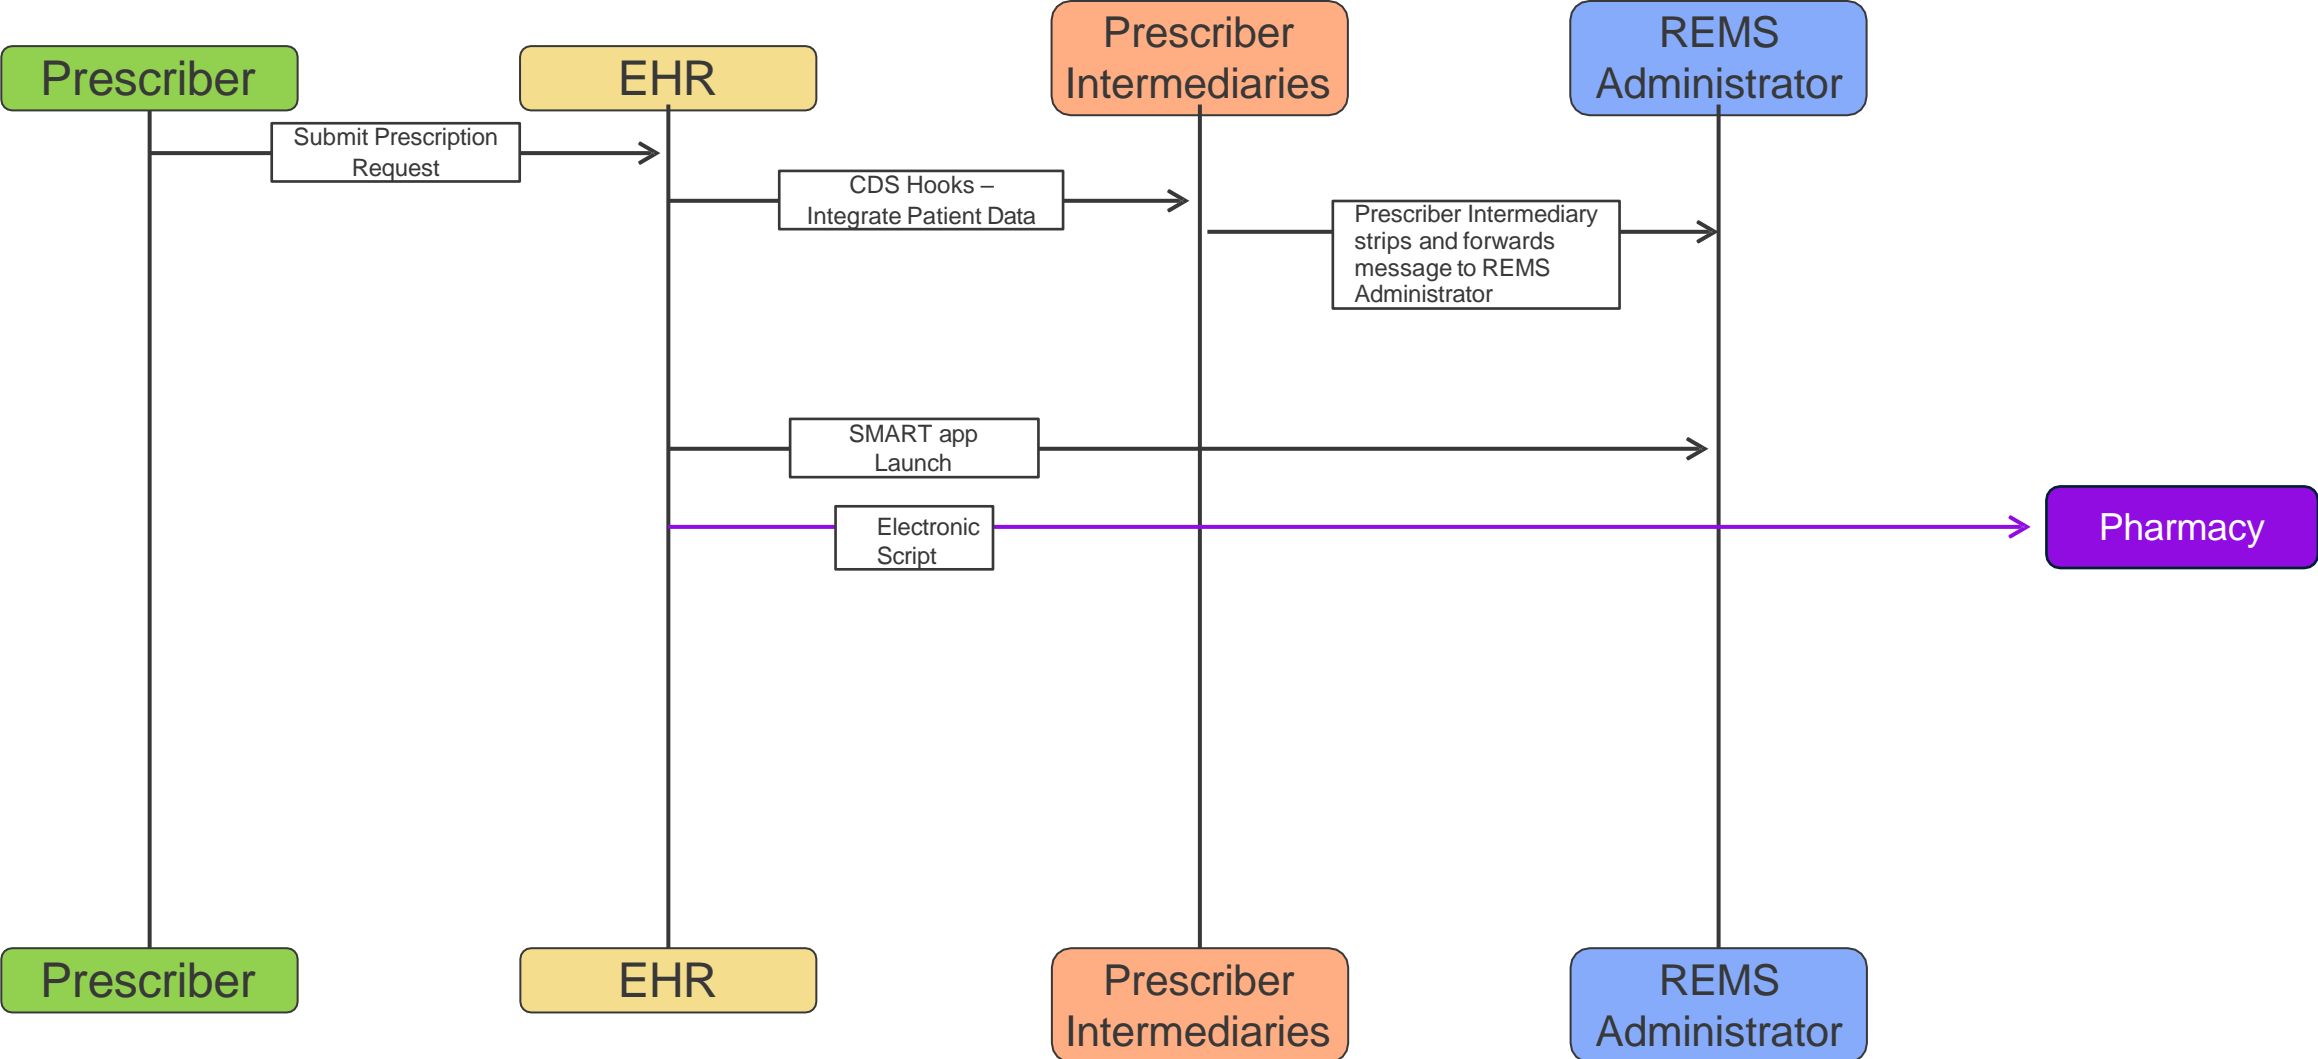 Prescriber
EHR
Prescriber
Intermediaries
REMS
Administrator
Submit Prescription
Request
CDS Hooks –
Integrate Patient Data
Prescriber Intermediary
strips and forwards
message to REMS
Administrator
SMART app
Launch
Electronic
Script
Pharmacy
Prescriber
EHR
Prescriber
Intermediaries
REMS
Administrator